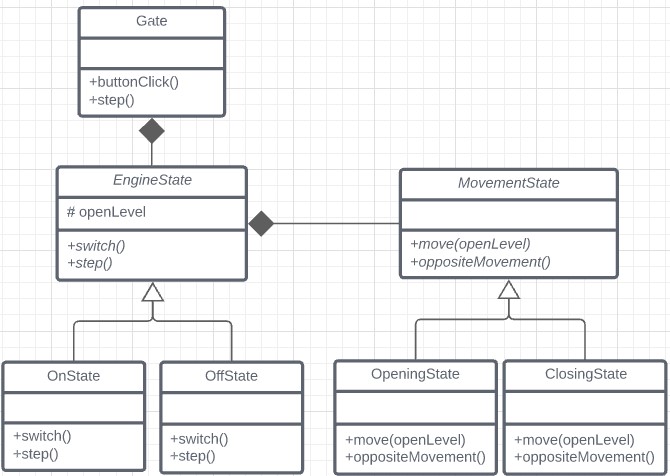 Gate
+buttonClick()
+step()
EngineState
# openLevel
+switch()
+step()
MovementState
+move(openLevel)
+oppositeMovement()
OnState
+switch()
+step()
OffState
+switch()
+step()
OpeningState
+move(openLevel)
+oppositeMovement()
ClosingState
+move(openLevel)
+oppositeMovement()